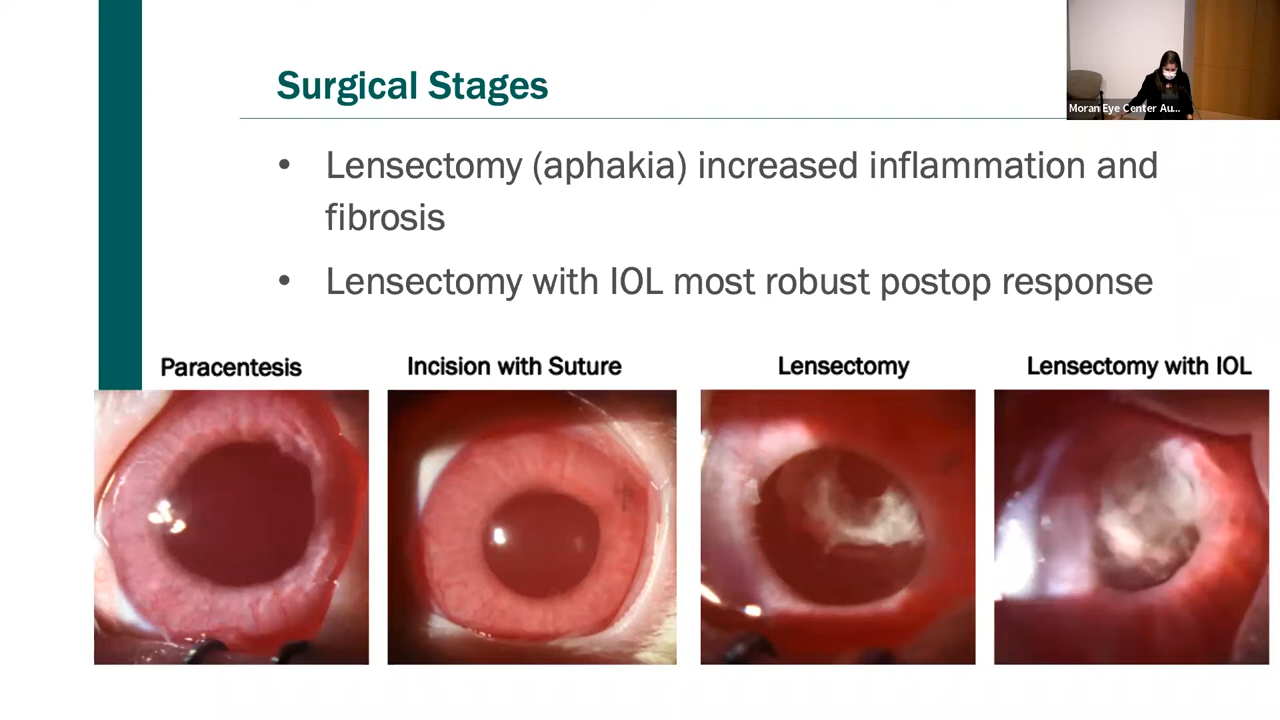 Surgical Stages
Moran Eye Center Au...
• Lensectomy (aphakia) increased inflammation and
fibrosis
• Lensectomy with IOL most robust postop response
Paracentesis
Incision with Suture
Lensectomy
Lensectomy with IOL